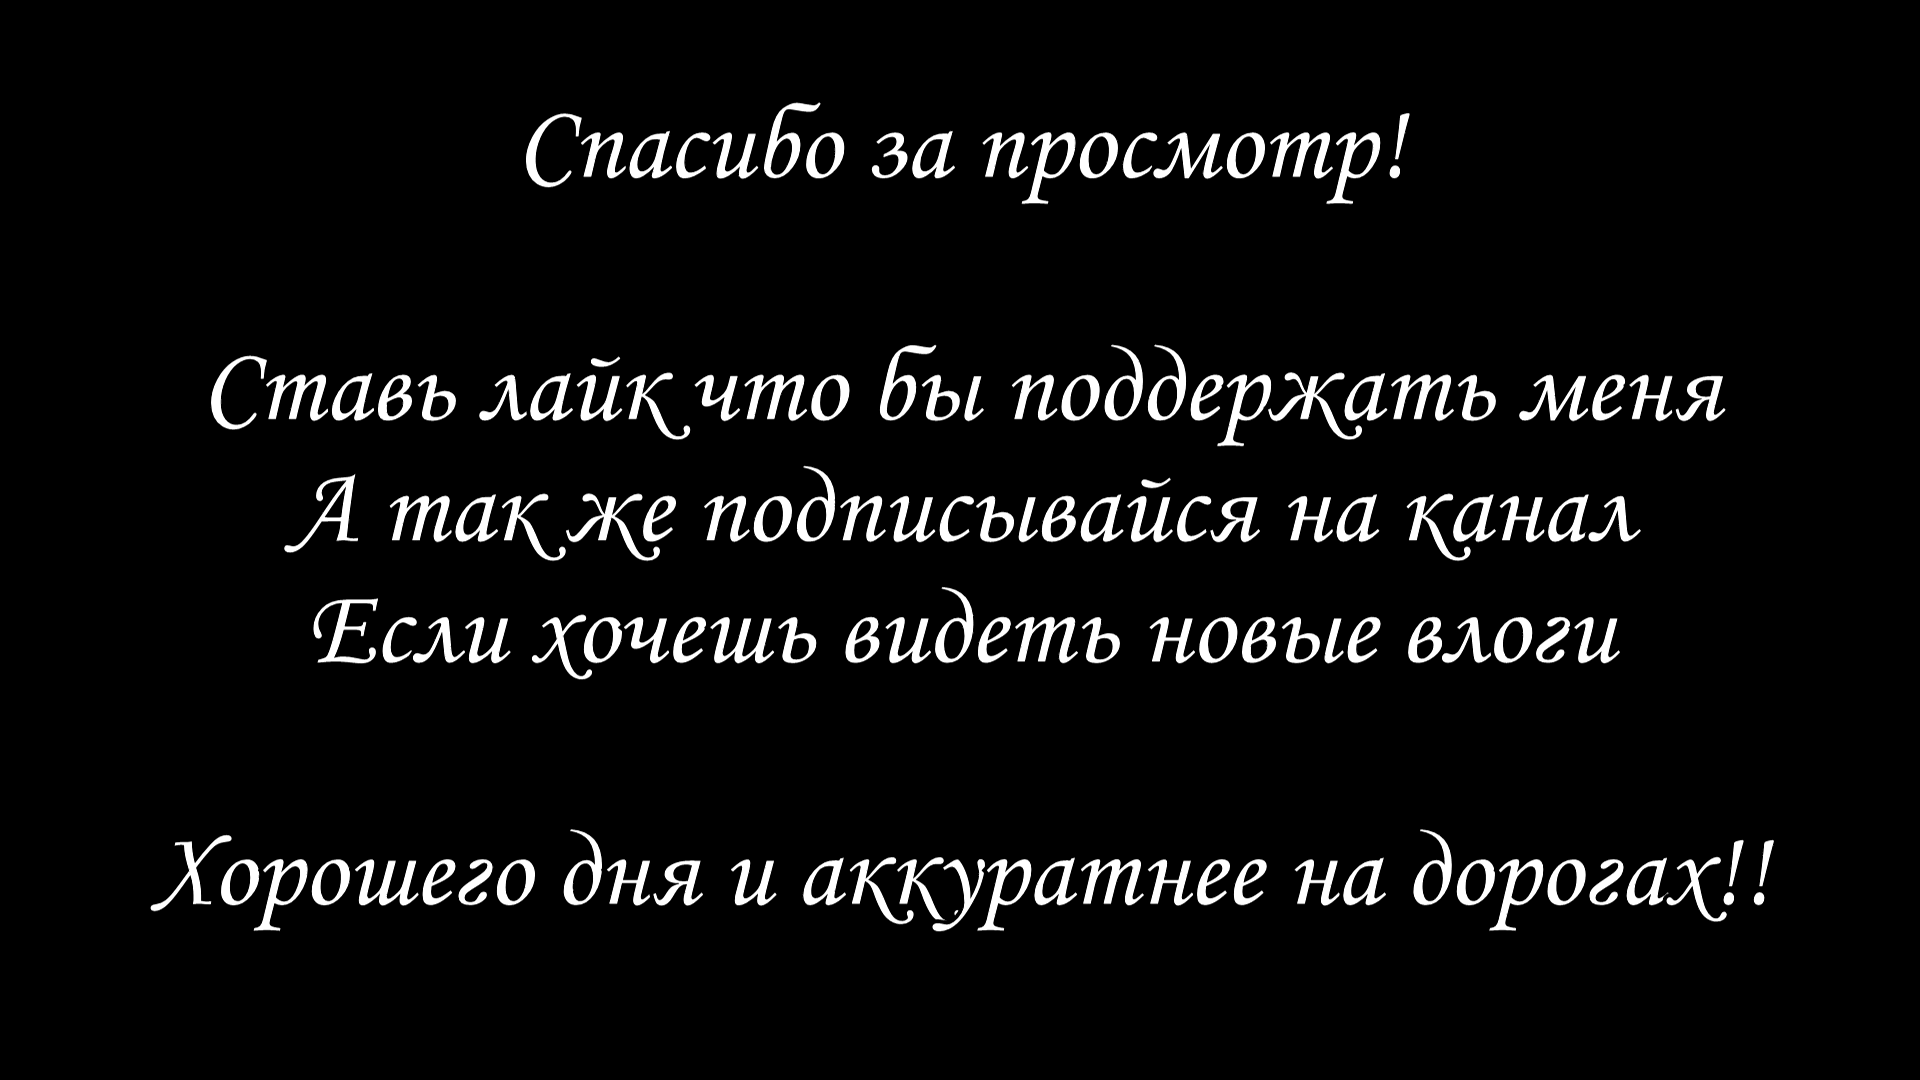 Спасибо за просмотр!
Ставь лайк что бы поддержать меня
А так же подписывайся на канал
Если хочешь видеть новые влоги
Хорошего дня и аккуратнее на дорогах!!